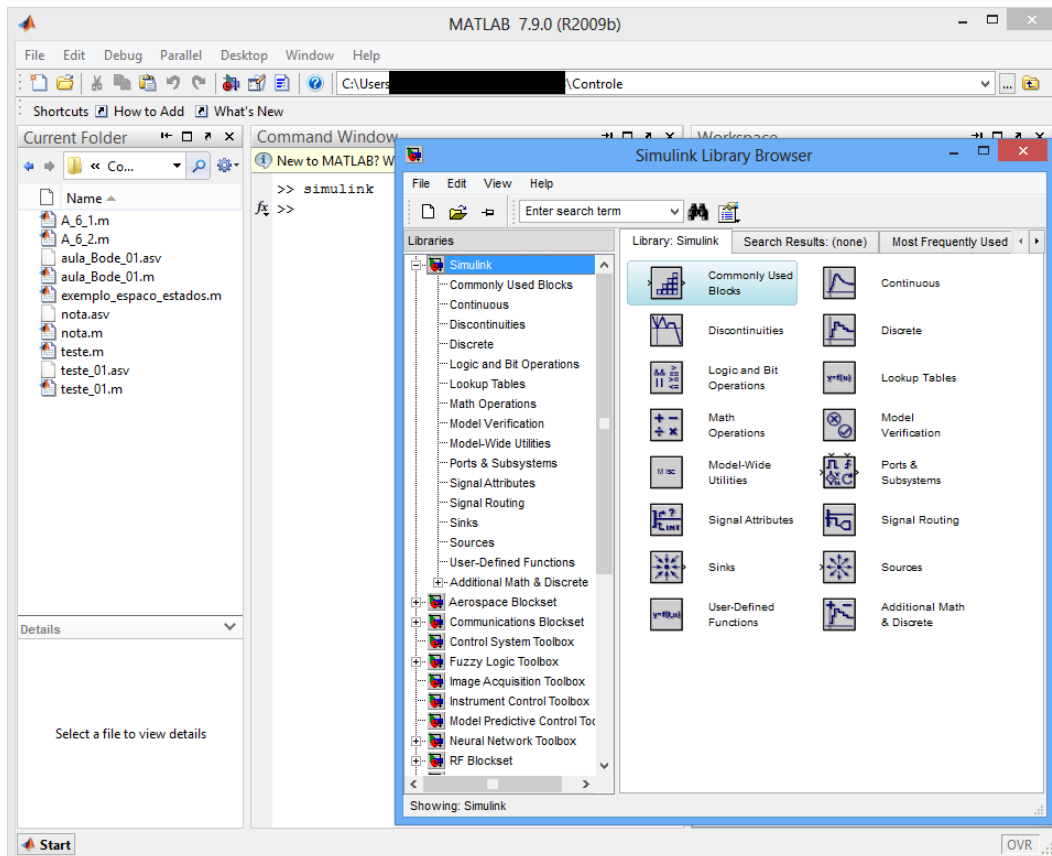 MATLAB 7.9.0 (R2009b)
File Edit Debug Parallel Desktop Window Help
C:\Users \Controle
Shortcuts How to Add What's New
Current Folder
« Co...
Name
A_6_1.m
A_6_2.m
aula_Bode_01.asv
aula_Bode_01.m
exemplo_espaco_estados.m
nota.asv
nota.m
teste.m
teste_01.asv
teste_01.m
Details
Select a file to view details
Command Window
New to MATLAB? W
>> simulink
fx >>
Workspace
Simulink Library Browser
File Edit View Help
Enter search term
Libraries
Simulink
Commonly Used Blocks
Continuous
Discontinuities
Discrete
Logic and Bit Operations
Lookup Tables
Math Operations
Model Verification
Model-Wide Utilities
Ports & Subsystems
Signal Attributes
Signal Routing
Sinks
Sources
User-Defined Functions
Additional Math & Discrete
Aerospace Blockset
Communications Blockset
Control System Toolbox
Fuzzy Logic Toolbox
Image Acquisition Toolbox
Instrument Control Toolbox
Model Predictive Control Too
Neural Network Toolbox
RF Blockset
Library: Simulink Search Results: (none) Most Frequently Used
Commonly Used
Blocks
Continuous
Discontinuities
Discrete
Logic and Bit
Operations
y=f(u)
Lookup Tables
Math
Operations
Model
Verification
Misc
Model-Wide
Utilities
Ports &
Subsystems
Signal Attributes
Signal Routing
Sinks
Sources
User-Defined
Functions
Additional Math
& Discrete
Showing: Simulink
Start
OVR